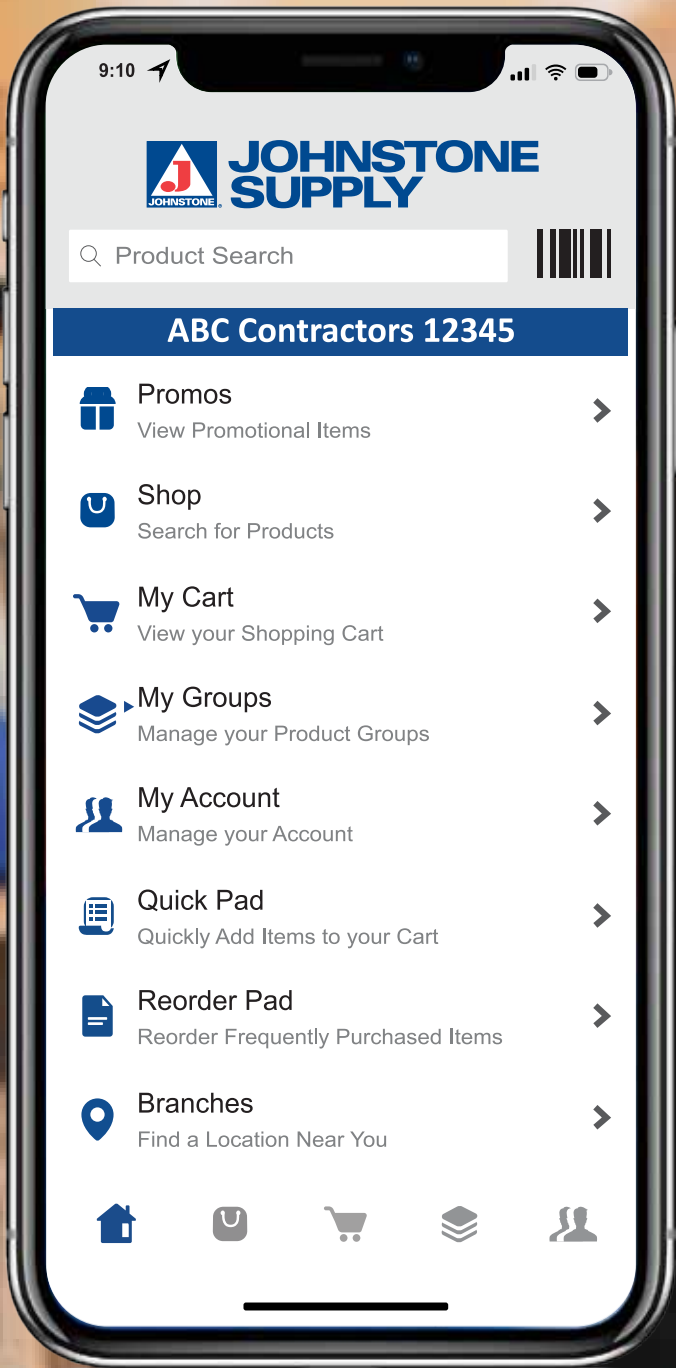 9:10
JOHNSTONE
SUPPLY
J
JOHNSTONE
Product Search
ABC Contractors 12345
Promos
View Promotional Items
Shop
Search for Products
My Cart
View your Shopping Cart
My Groups
Manage your Product Groups
My Account
Manage your Account
Quick Pad
Quickly Add Items to your Cart
Reorder Pad
Reorder Frequently Purchased Items
Branches
Find a Location Near You